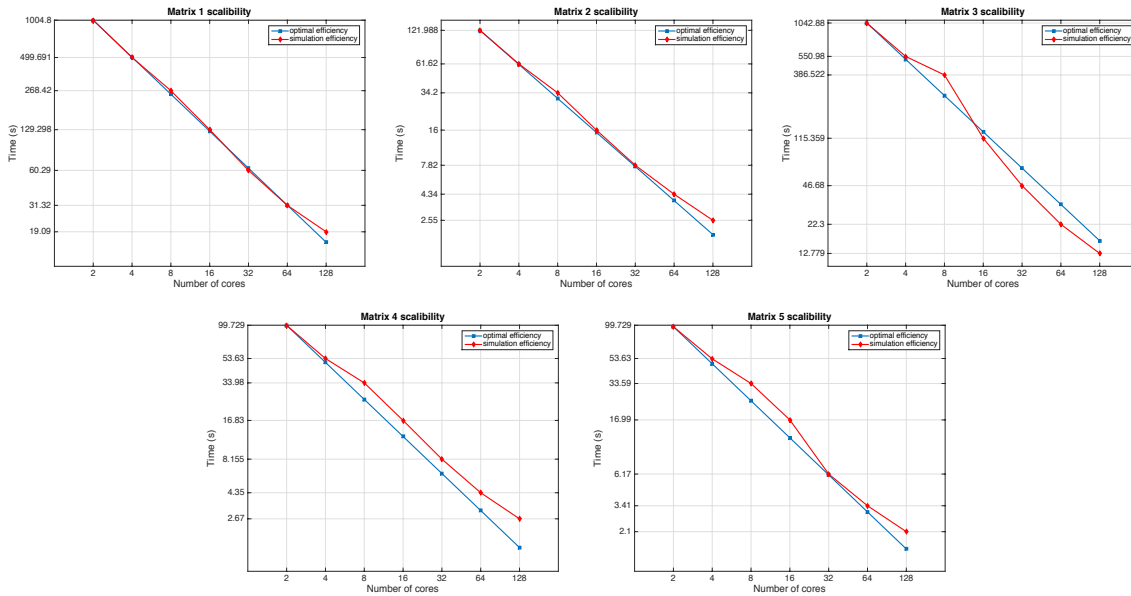 Matrix 1 scalibility
optimal efficiency
simulation efficiency
1004.8
499.691
268.42
129.298
60.29
31.32
19.09
Time (s)
2 4 8 16 32 64 128
Number of cores
Matrix 2 scalibility
optimal efficiency
simulation efficiency
121.988
61.62
34.2
16
7.82
4.34
2.55
Time (s)
2 4 8 16 32 64 128
Number of cores
Matrix 3 scalibility
optimal efficiency
simulation efficiency
1042.88
550.98
386.522
115.359
46.68
22.3
12.779
Time (s)
2 4 8 16 32 64 128
Number of cores
Matrix 4 scalibility
optimal efficiency
simulation efficiency
99.729
53.63
33.98
16.83
8.155
4.35
2.67
Time (s)
2 4 8 16 32 64 128
Number of cores
Matrix 5 scalibility
optimal efficiency
simulation efficiency
99.729
53.63
33.59
16.99
6.17
3.41
2.1
Time (s)
2 4 8 16 32 64 128
Number of cores